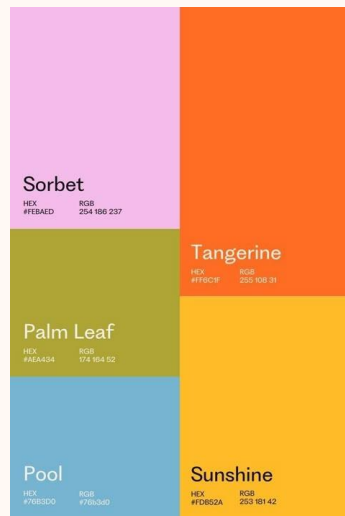 Sorbet
HEX RGB
#FEBAED 254 186 237
Tangerine
HEX RGB
#FF6C1F 255 108 31
Palm Leaf
HEX RGB
#AEA434 174 164 52
Pool
HEX RGB
#76B3D0 #76b3d0
Sunshine
HEX RGB
#FDB52A 253 181 42